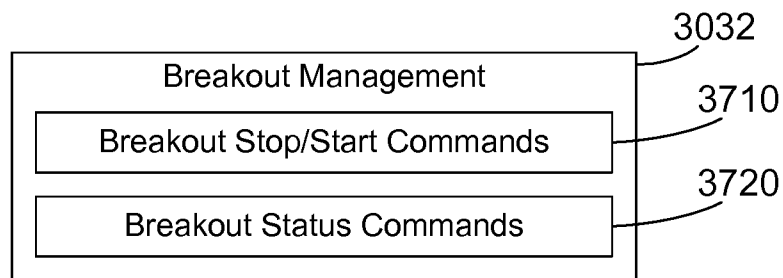 3032
Breakout Management
3710
Breakout Stop/Start Commands
3720
Breakout Status Commands